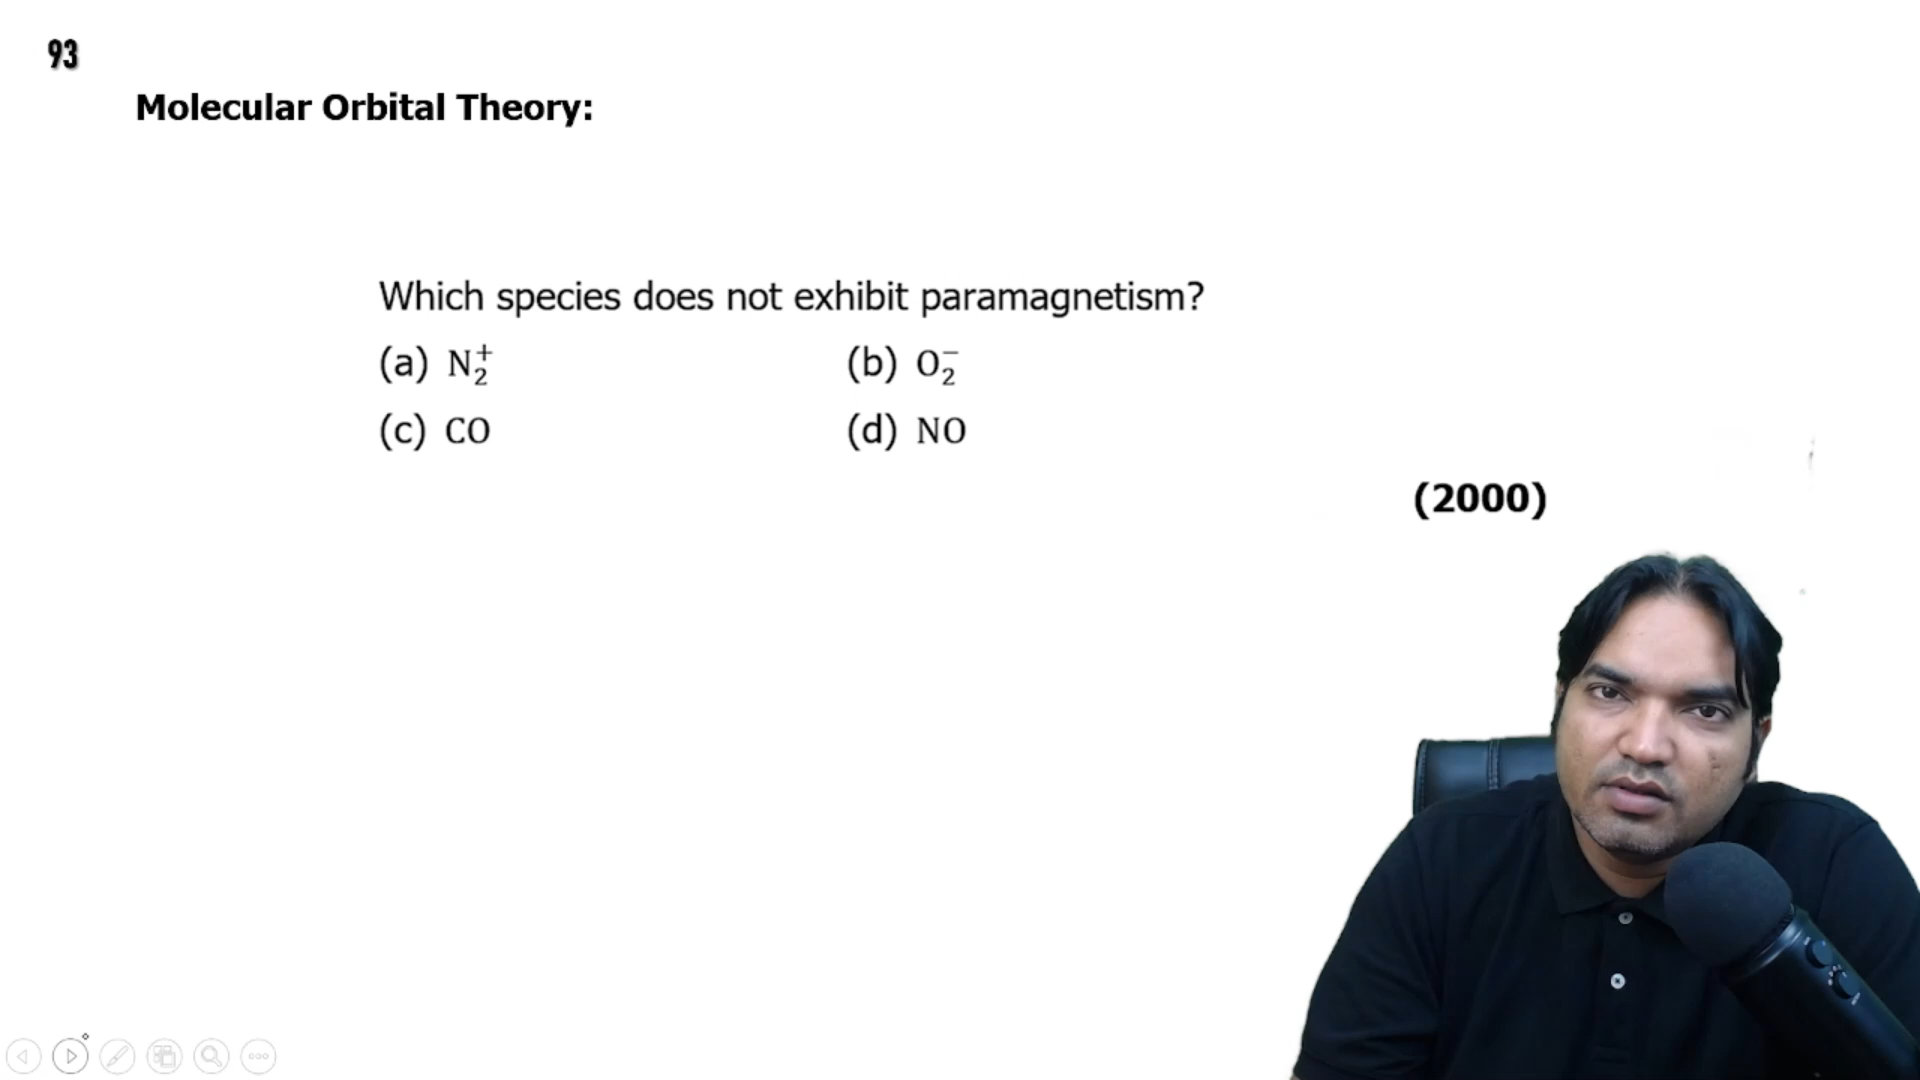 93
Molecular Orbital Theory:
Which species does not exhibit paramagnetism?
(a) N₂⁺ (b) O₂⁻
(c) CO (d) NO
(2000)